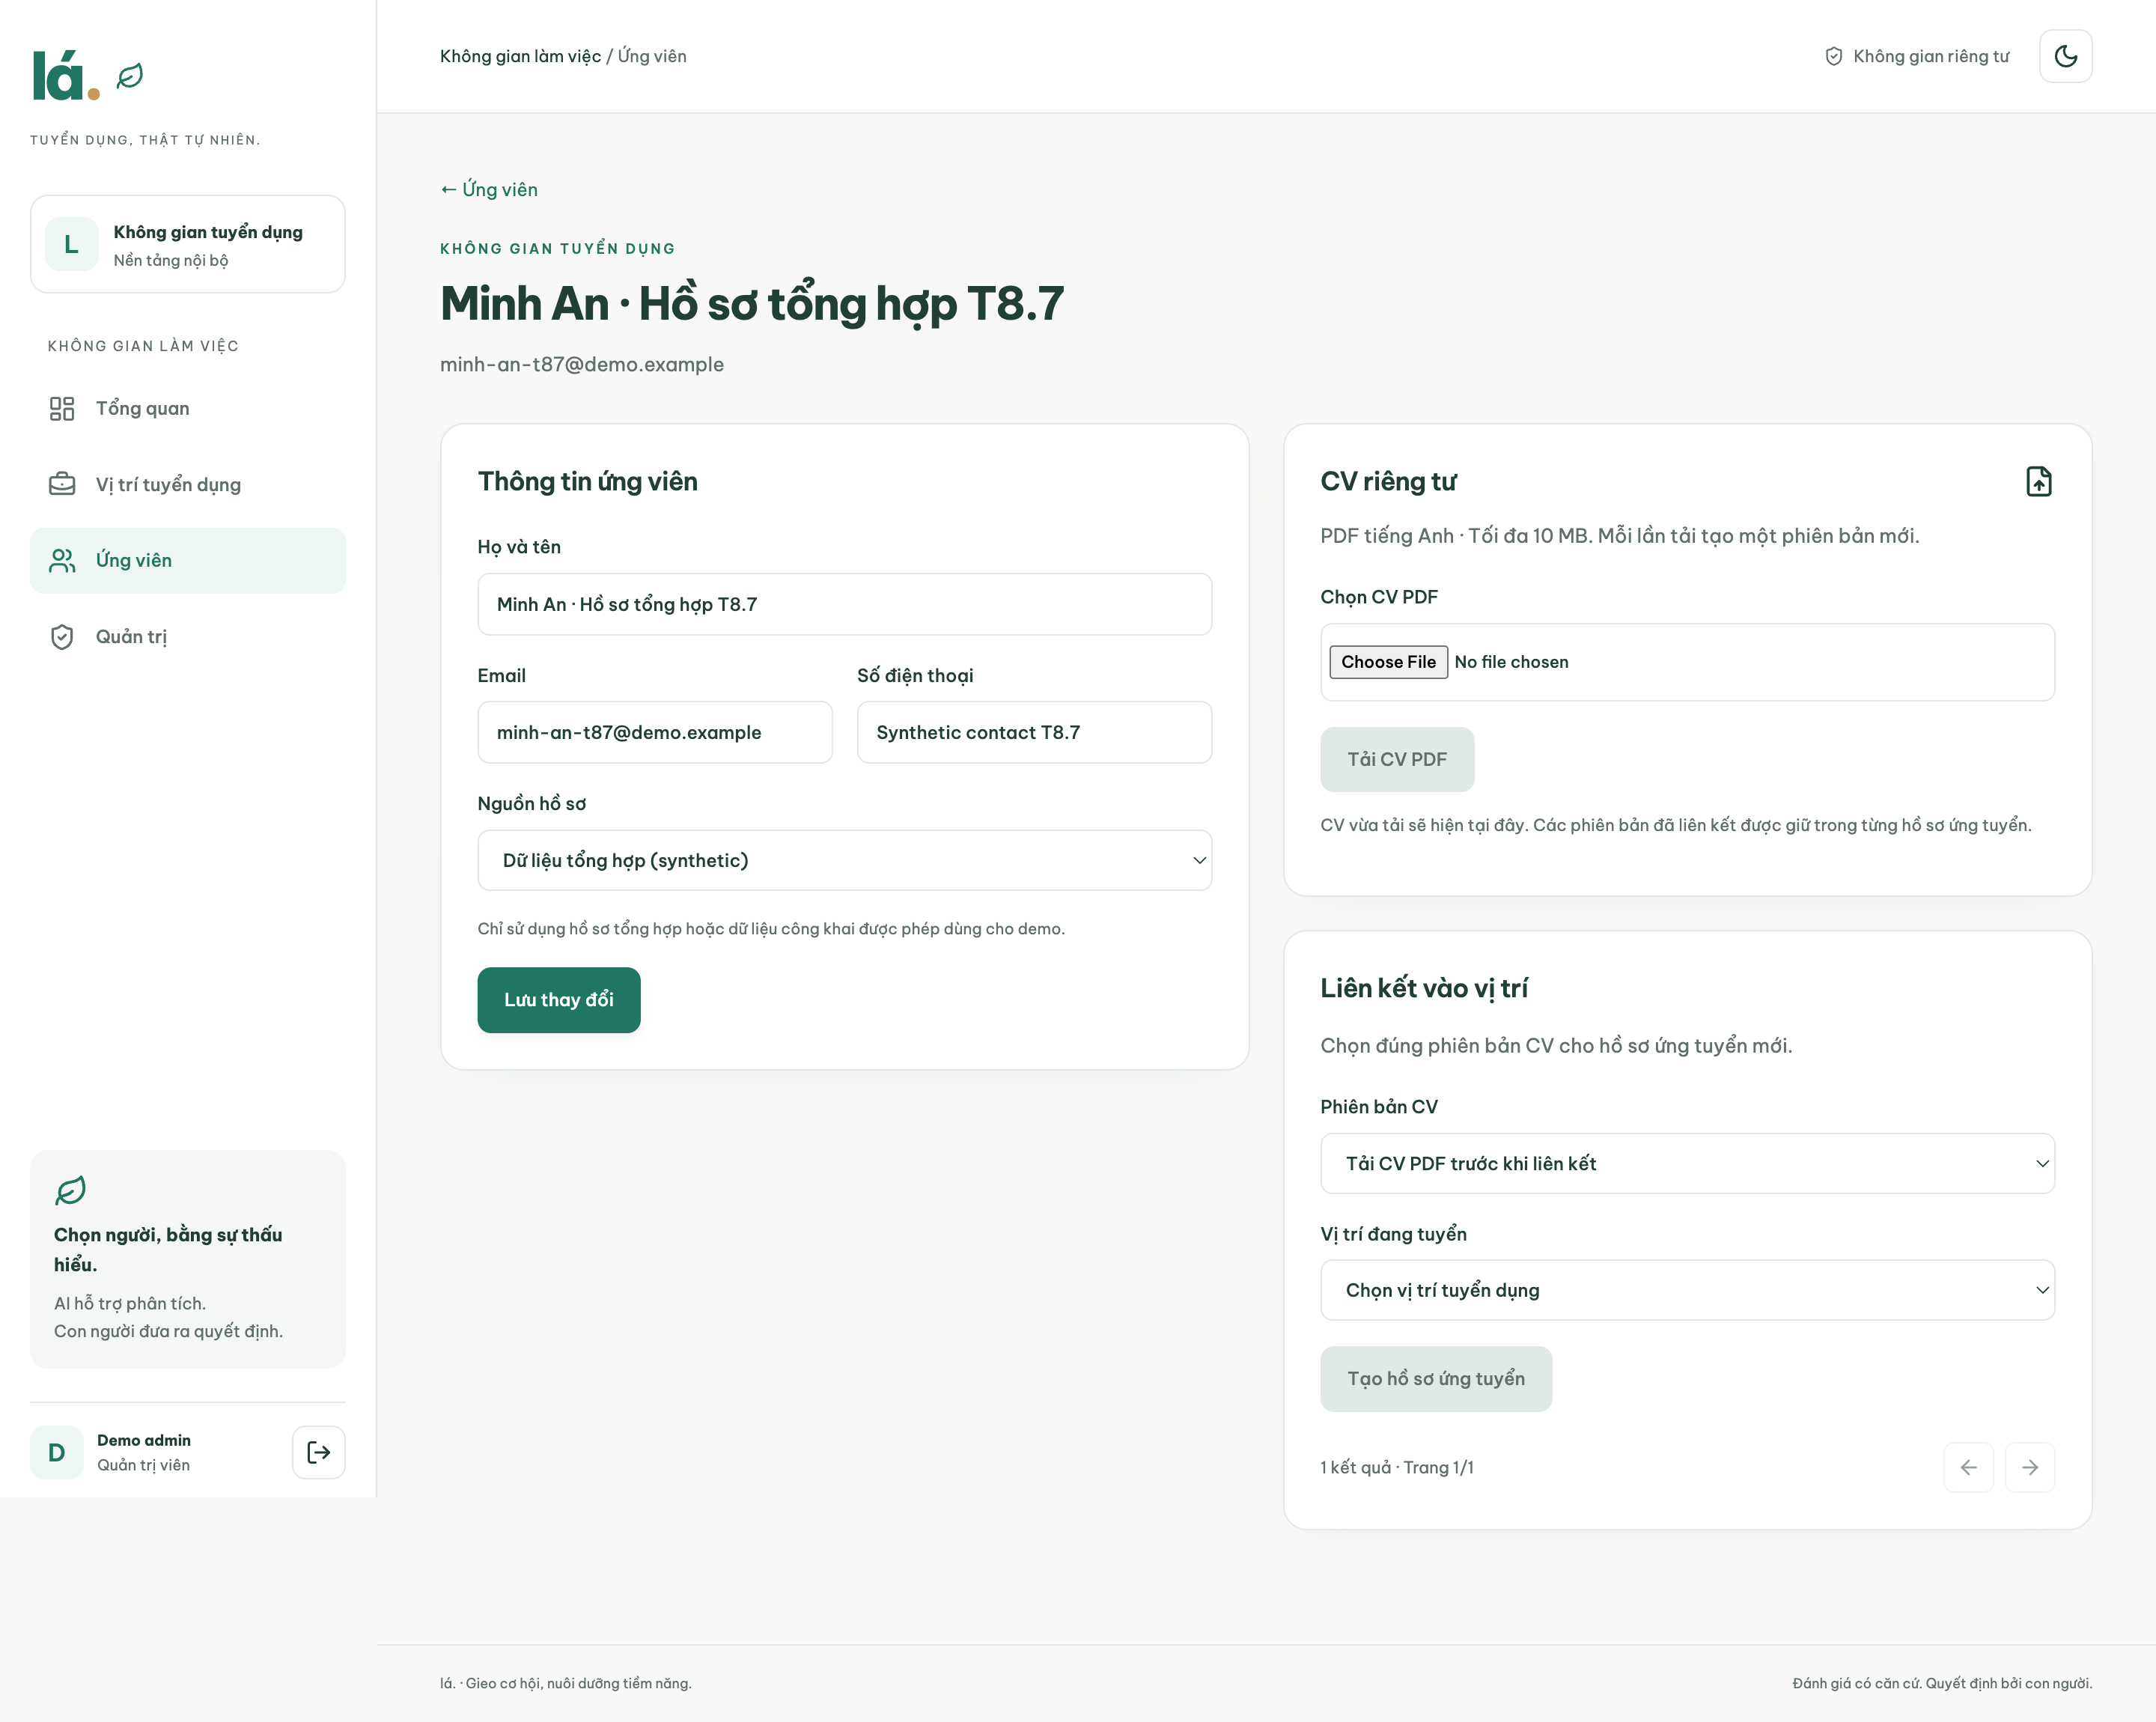 lá.
TUYỂN DỤNG, THẬT TỰ NHIÊN.
L
Không gian tuyển dụng
Nền tảng nội bộ
KHÔNG GIAN LÀM VIỆC
Tổng quan
Vị trí tuyển dụng
Ứng viên
Quản trị
Chọn người, bằng sự thấu
hiểu.
AI hỗ trợ phân tích.
Con người đưa ra quyết định.
D
Demo admin
Quản trị viên
Không gian làm việc / Ứng viên
Không gian riêng tư
← Ứng viên
KHÔNG GIAN TUYỂN DỤNG
Minh An · Hồ sơ tổng hợp T8.7
minh-an-t87@demo.example
Thông tin ứng viên
Họ và tên
Minh An · Hồ sơ tổng hợp T8.7
Email
Số điện thoại
minh-an-t87@demo.example
Synthetic contact T8.7
Nguồn hồ sơ
Dữ liệu tổng hợp (synthetic)
Chỉ sử dụng hồ sơ tổng hợp hoặc dữ liệu công khai được phép dùng cho demo.
Lưu thay đổi
CV riêng tư
PDF tiếng Anh · Tối đa 10 MB. Mỗi lần tải tạo một phiên bản mới.
Chọn CV PDF
Choose File No file chosen
Tải CV PDF
CV vừa tải sẽ hiện tại đây. Các phiên bản đã liên kết được giữ trong từng hồ sơ ứng tuyển.
Liên kết vào vị trí
Chọn đúng phiên bản CV cho hồ sơ ứng tuyển mới.
Phiên bản CV
Tải CV PDF trước khi liên kết
Vị trí đang tuyển
Chọn vị trí tuyển dụng
Tạo hồ sơ ứng tuyển
1 kết quả · Trang 1/1
lá. · Gieo cơ hội, nuôi dưỡng tiềm năng.
Đánh giá có căn cứ. Quyết định bởi con người.